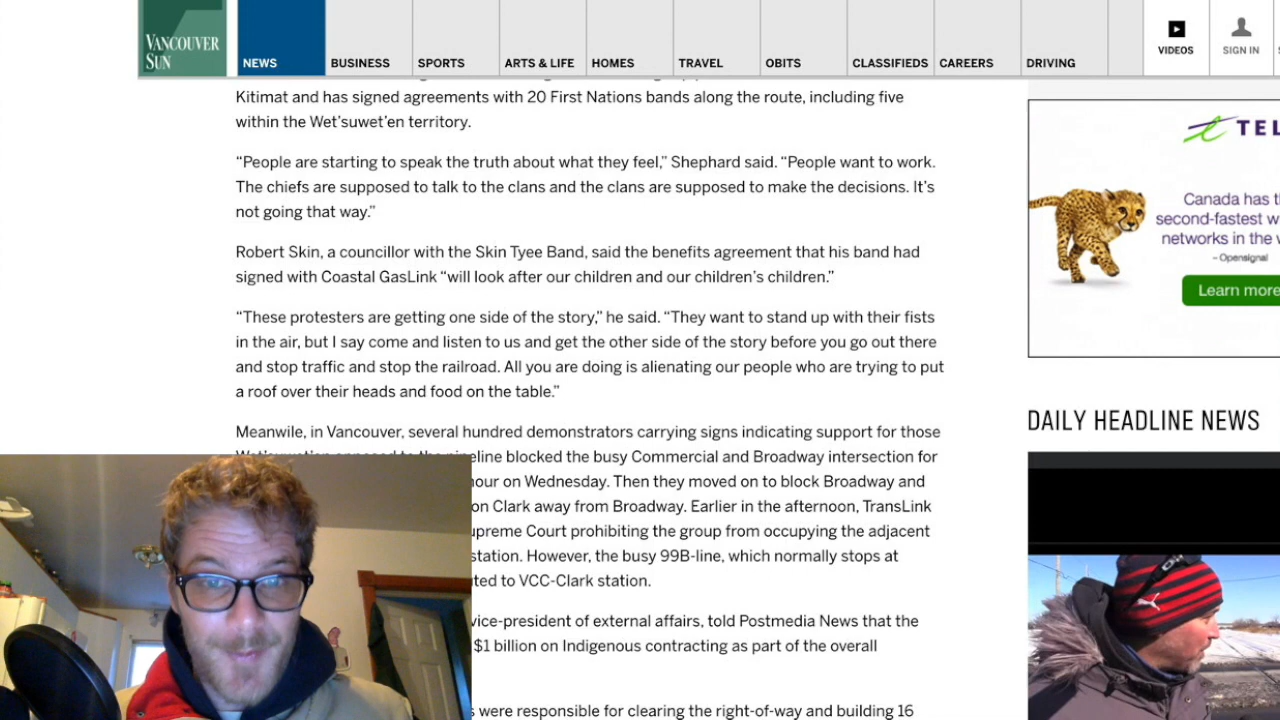 VANCOUVER
SUN
NEWS
BUSINESS
SPORTS
ARTS & LIFE
HOMES
TRAVEL
OBITS
CLASSIFIEDS
CAREERS
DRIVING
VIDEOS
SIGN IN
Kitimat and has signed agreements with 20 First Nations bands along the route, including five
within the Wet’suwet’en territory.
“People are starting to speak the truth about what they feel,” Shephard said. “People want to work.
The chiefs are supposed to talk to the clans and the clans are supposed to make the decisions. It’s
not going that way.”
Robert Skin, a councillor with the Skin Tyee Band, said the benefits agreement that his band had
signed with Coastal GasLink “will look after our children and our children’s children.”
“These protesters are getting one side of the story,” he said. “They want to stand up with their fists
in the air, but I say come and listen to us and get the other side of the story before you go out there
and stop traffic and stop the railroad. All you are doing is alienating our people who are trying to put
a roof over their heads and food on the table.”
Meanwile, in Vancouver, several hundred demonstrators carrying signs indicating support for those
blocked the busy Commercial and Broadway intersection for
hour on Wednesday. Then they moved on to block Broadway and
on Clark away from Broadway. Earlier in the afternoon, TransLink
upreme Court prohibiting the group from occupying the adjacent
station. However, the busy 99B-line, which normally stops at
ted to VCC-Clark station.
vice-president of external affairs, told Postmedia News that the
$1 billion on Indigenous contracting as part of the overall
s were responsible for clearing the right-of-way and building 16
TEL
Canada has t
second-fastest w
networks in the w
– Opensignal
Learn more
DAILY HEADLINE NEWS